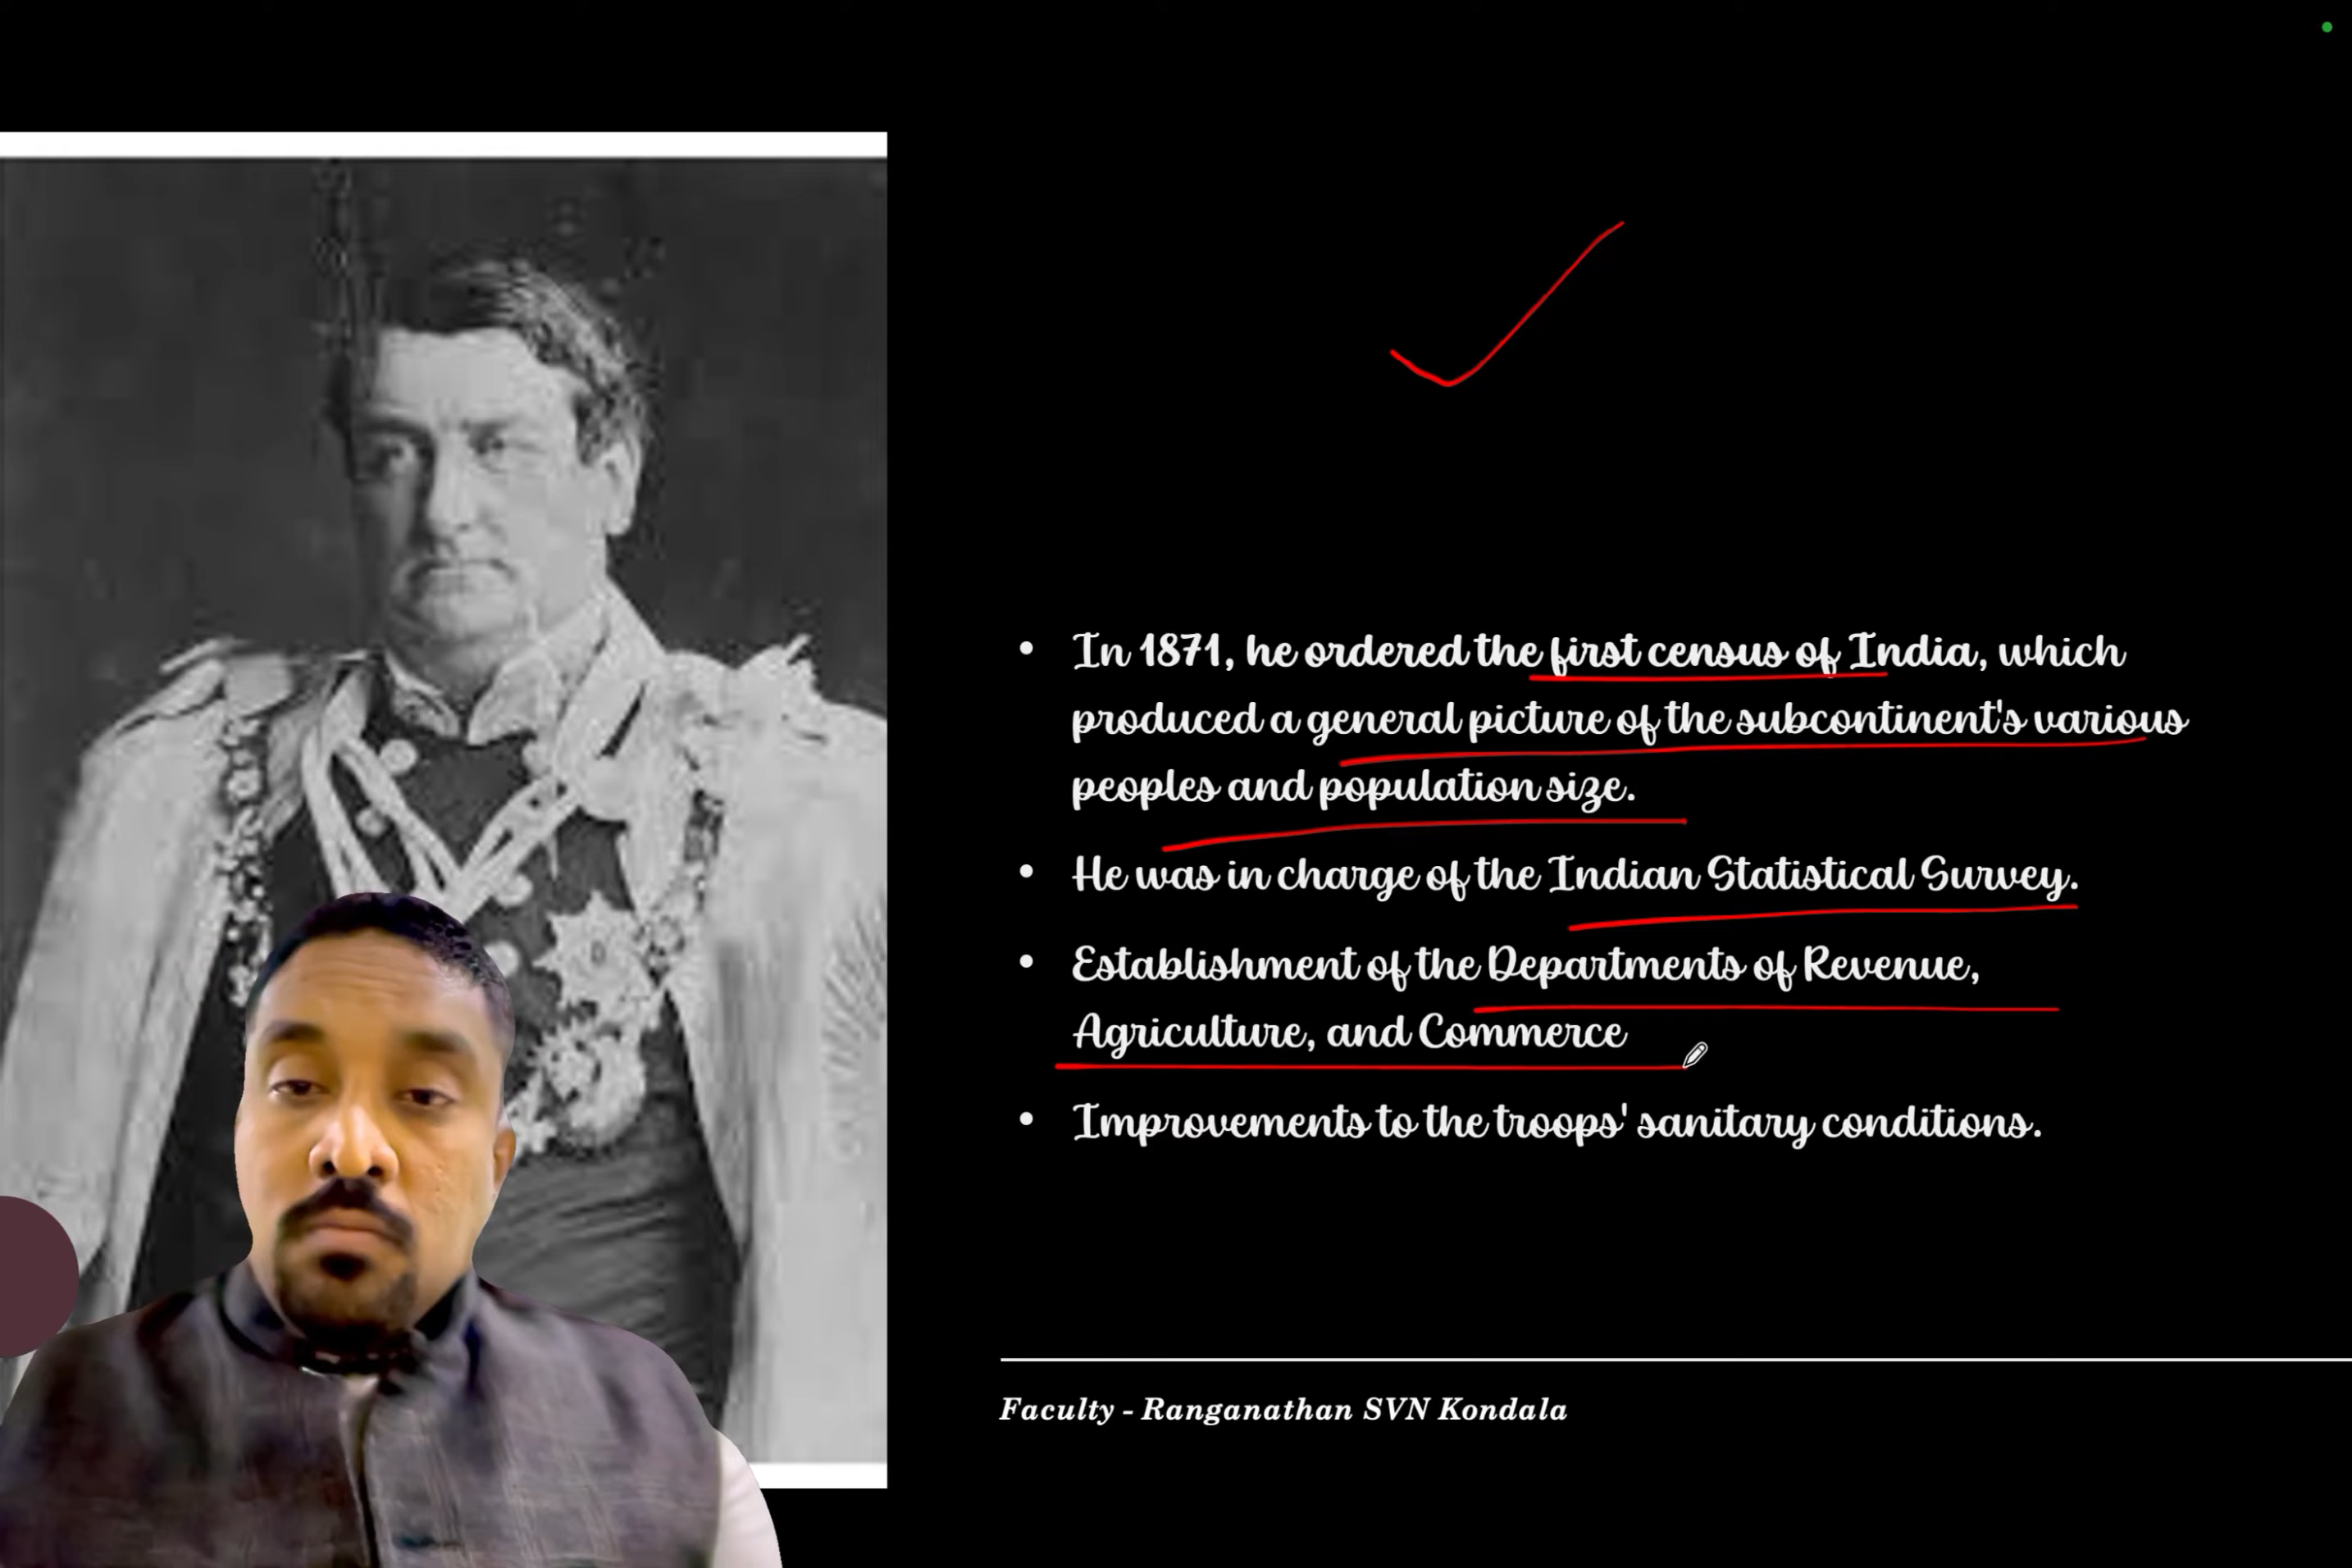 • In 1871, he ordered the first census of India, which
produced a general picture of the subcontinent's various
peoples and population size.
• He was in charge of the Indian Statistical Survey.
• Establishment of the Departments of Revenue,
Agriculture, and Commerce
• Improvements to the troops' sanitary conditions.
Faculty - Ranganathan SVN Kondala